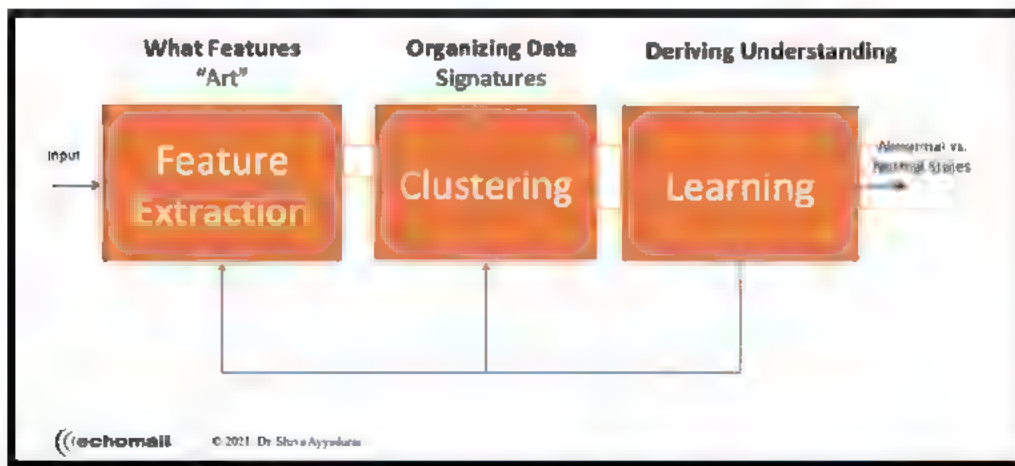 What Features
“Art”
Organizing Data
Signatures
Deriving Understanding
Input
Feature
Extraction
Clustering
Learning
Abnormal vs.
Normal States
echomail
© 2021 Dr Shiva Ayyadurai